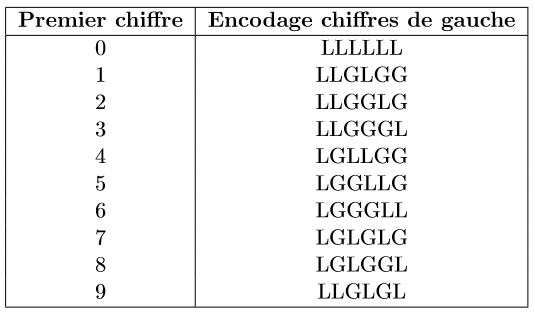 Premier chiffre Encodage chiffres de gauche
0 LLLLLL
1 LLGLGG
2 LLGGLG
3 LLGGGL
4 LGLLGG
5 LGGLLG
6 LGGGLL
7 LGLGLG
8 LGLGGL
9 LLGLGL